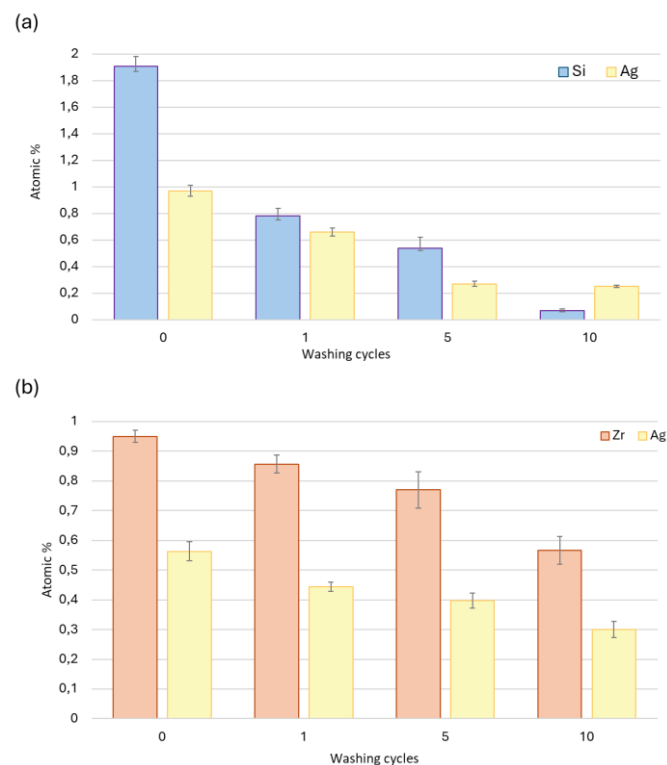 (a)
2
1,8
1,6
1,4
1,2
1
0,8
0,6
0,4
0,2
0
Atomic %
Si Ag
0 1 5 10
Washing cycles
(b)
1
0,9
0,8
0,7
0,6
0,5
0,4
0,3
0,2
0,1
0
Atomic %
Zr Ag
0 1 5 10
Washing cycles